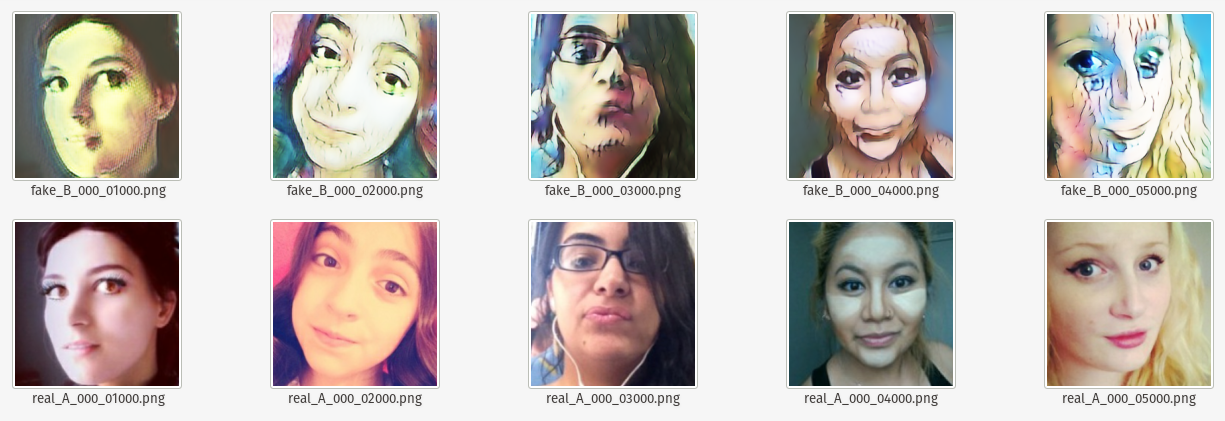 fake_B_000_01000.png
fake_B_000_02000.png
fake_B_000_03000.png
fake_B_000_04000.png
fake_B_000_05000.png
real_A_000_01000.png
real_A_000_02000.png
real_A_000_03000.png
real_A_000_04000.png
real_A_000_05000.png